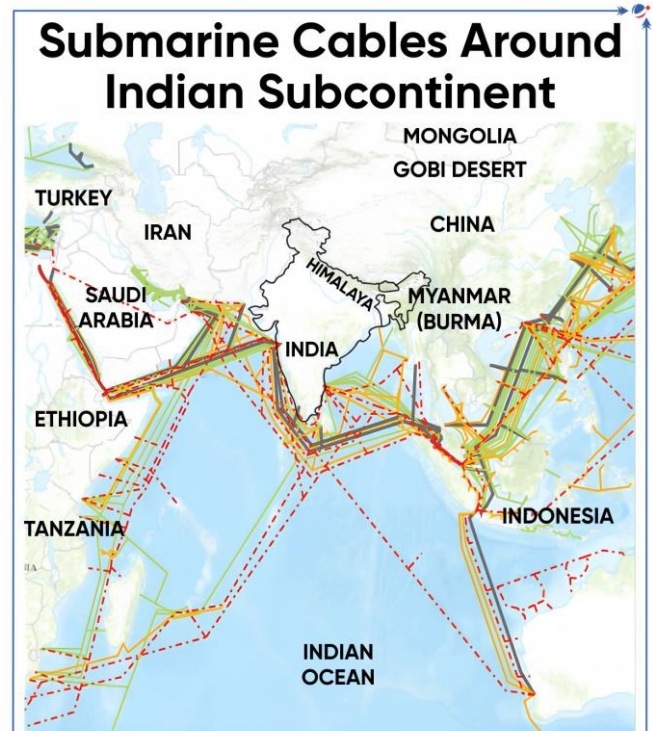 Submarine Cables Around
Indian Subcontinent
MONGOLIA
GOBI DESERT
TURKEY
IRAN
CHINA
HIMALAYA
SAUDI
ARABIA
MYANMAR
(BURMA)
INDIA
ETHIOPIA
TANZANIA
INDONESIA
INDIAN
OCEAN